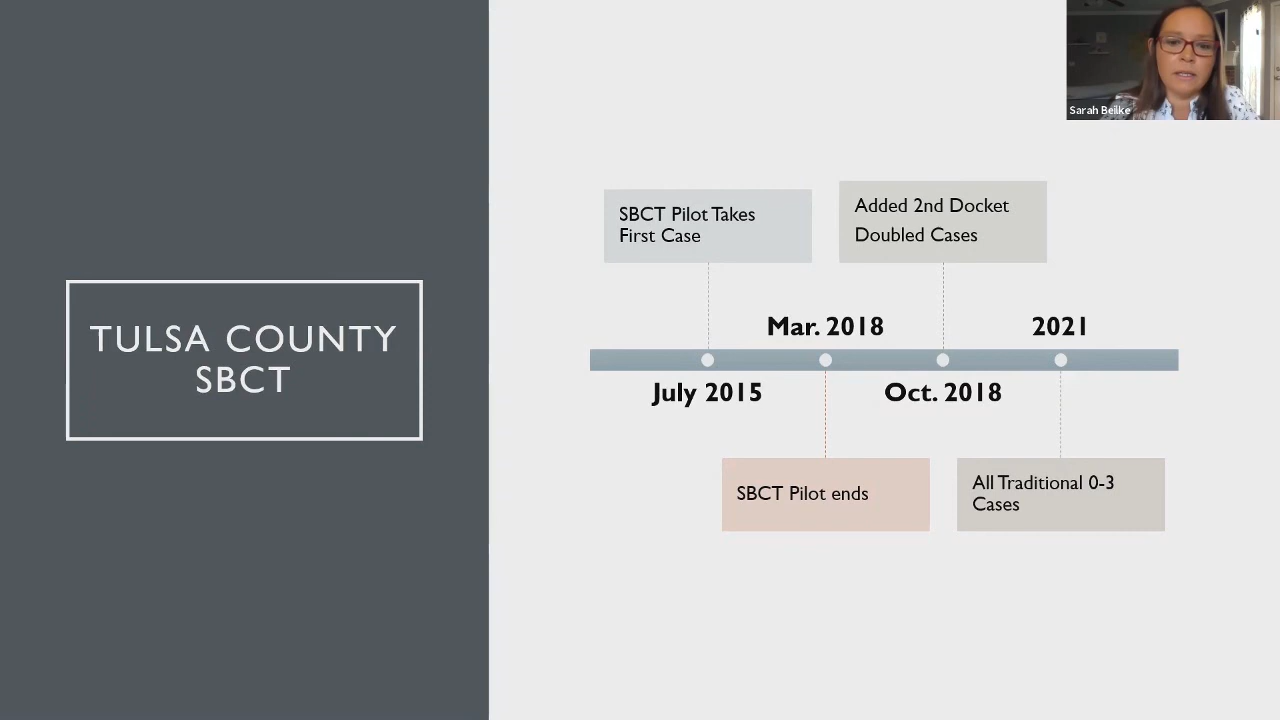 Sarah Beilke
TULSA COUNTY
SBCT
SBCT Pilot Takes
First Case
Added 2nd Docket
Doubled Cases
Mar. 2018
2021
July 2015
Oct. 2018
SBCT Pilot ends
All Traditional 0-3
Cases